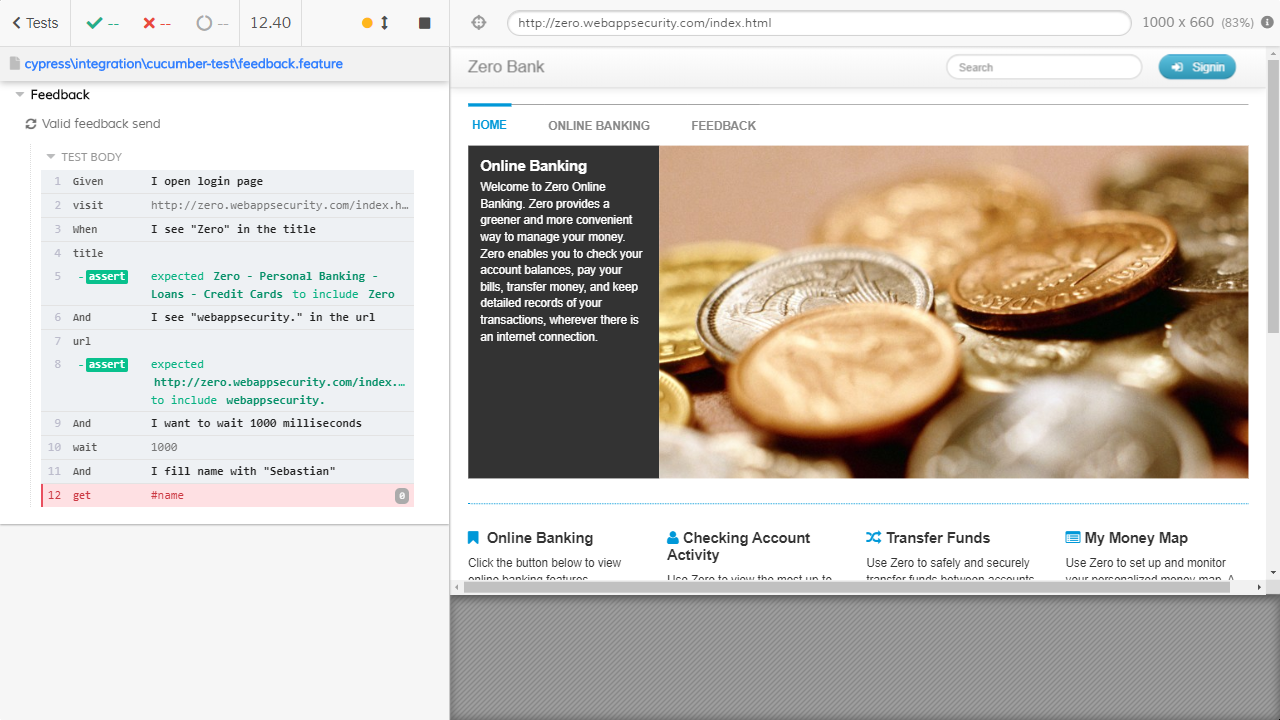 Tests
--
--
--
12.40
http://zero.webappsecurity.com/index.html
1000 x 660 (83%)
cypress\integration\cucumber-test\feedback.feature
Feedback
Valid feedback send
TEST BODY
1 Given I open login page
2 visit http://zero.webappsecurity.com/index.h…
3 When I see "Zero" in the title
4 title
5 - assert expected Zero - Personal Banking -
Loans - Credit Cards to include Zero
6 And I see "webappsecurity." in the url
7 url
8 - assert expected
http://zero.webappsecurity.com/index.…
to include webappsecurity.
9 And I want to wait 1000 milliseconds
10 wait 1000
11 And I fill name with "Sebastian"
12 get #name 0
Zero Bank
Search
Signin
HOME
ONLINE BANKING
FEEDBACK
Online Banking
Welcome to Zero Online
Banking. Zero provides a
greener and more convenient
way to manage your money.
Zero enables you to check your
account balances, pay your
bills, transfer money, and keep
detailed records of your
transactions, wherever there is
an internet connection.
Online Banking
Click the button below to view
online banking features
Checking Account
Activity
Use Zero to view the most up to
Transfer Funds
Use Zero to safely and securely
transfer funds between accounts
My Money Map
Use Zero to set up and monitor
your personalized money map. A